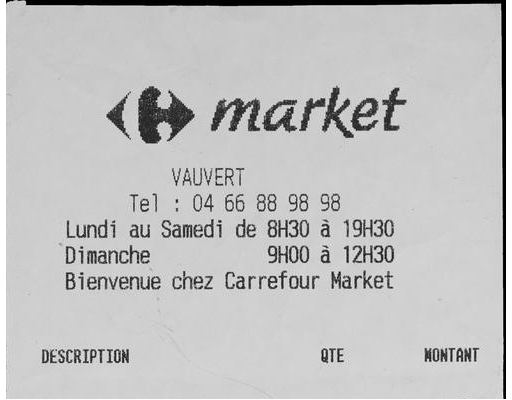 market
VAUVERT
Tel : 04 66 88 98 98
Lundi au Samedi de 8H30 à 19H30
Dimanche 9H00 à 12H30
Bienvenue chez Carrefour Market
DESCRIPTION QTE MONTANT